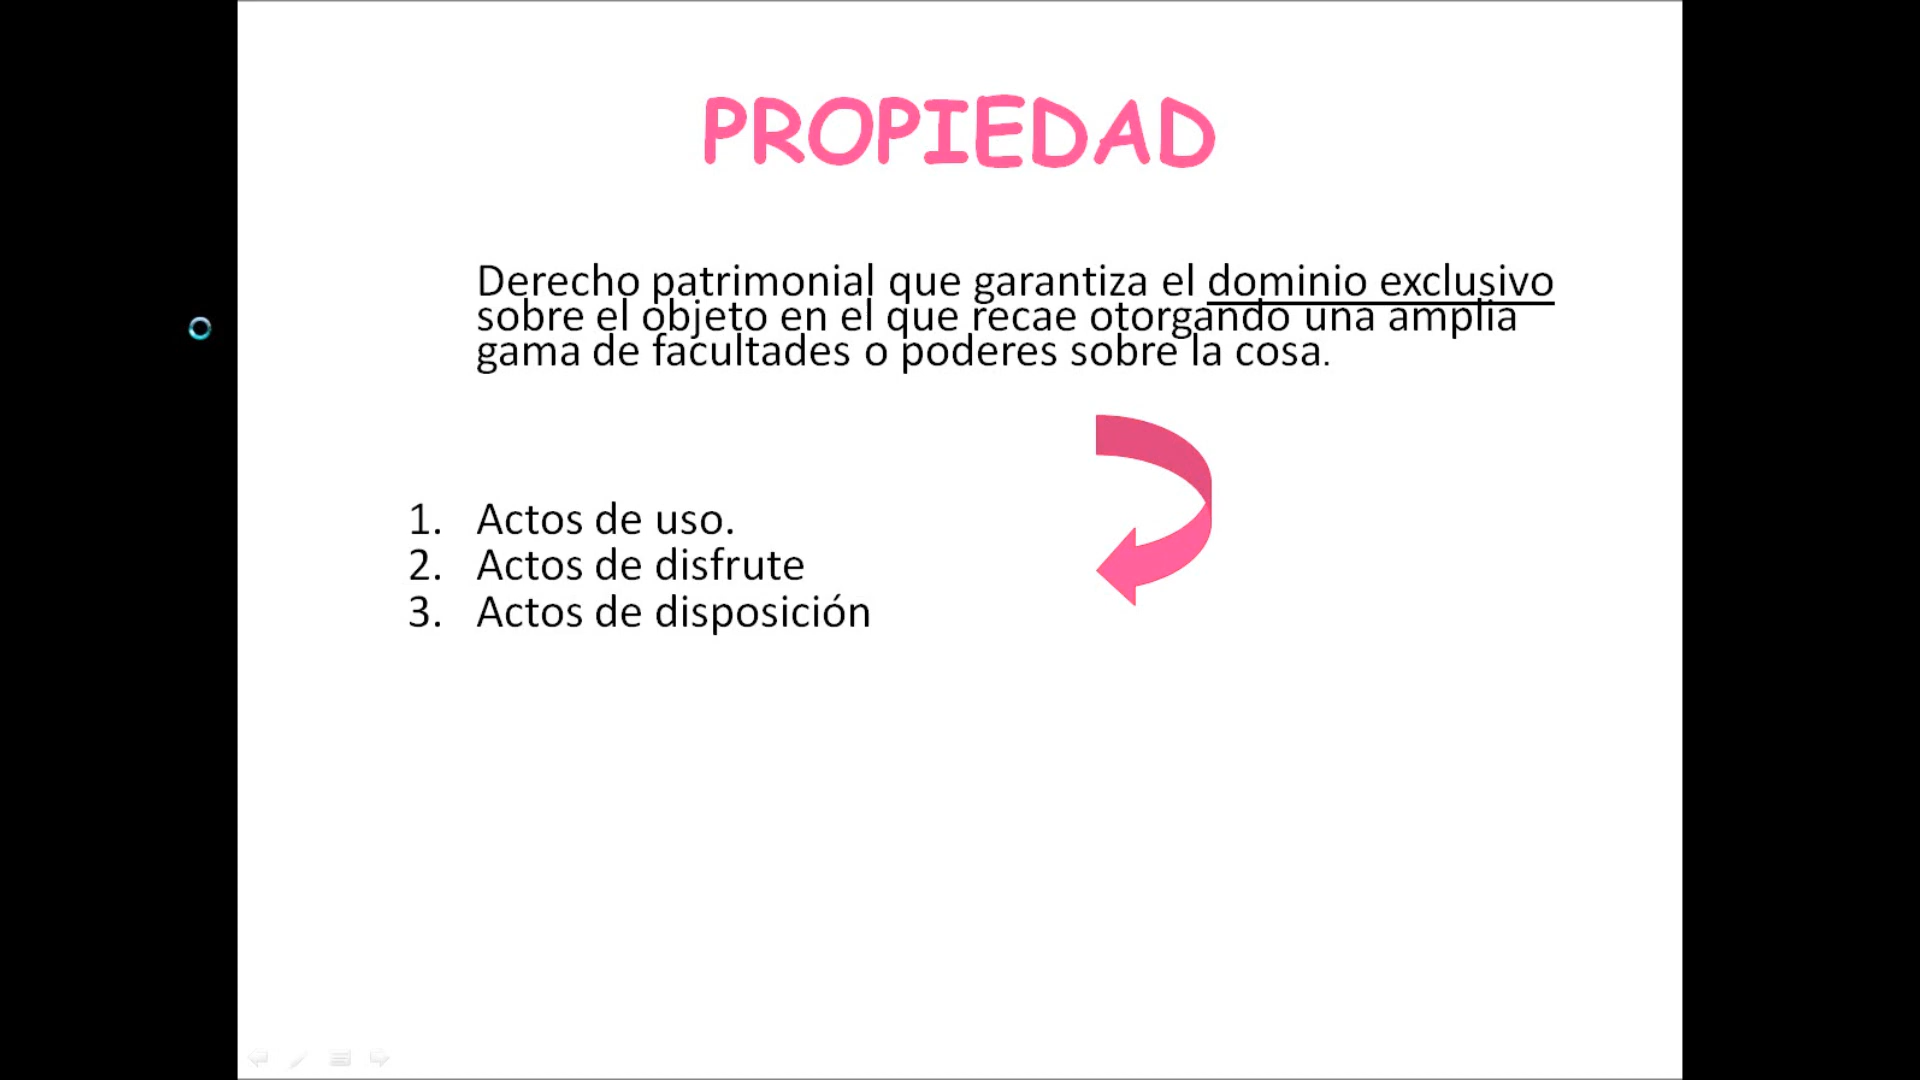 PROPIEDAD
Derecho patrimonial que garantiza el dominio exclusivo
sobre el objeto en el que recae otorgando una amplia
gama de facultades o poderes sobre la cosa.
1. Actos de uso.
2. Actos de disfrute
3. Actos de disposición